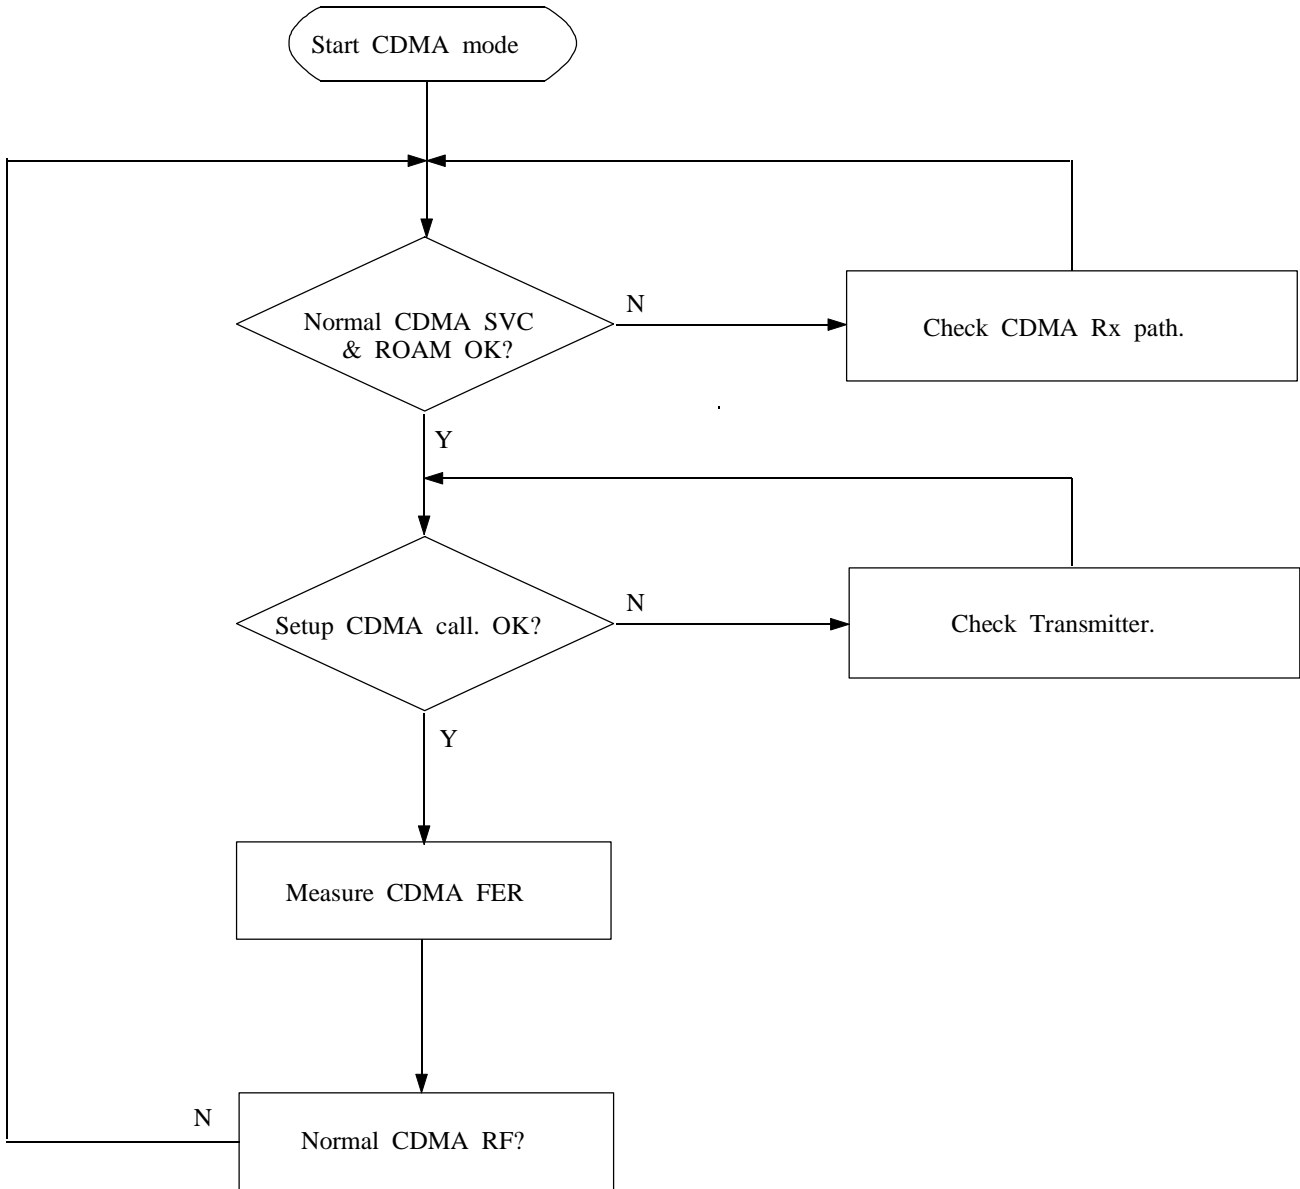 Start CDMA mode
Normal CDMA SVC
& ROAM OK?
N
Check CDMA Rx path.
Y
Setup CDMA call. OK?
N
Check Transmitter.
Y
Measure CDMA FER
N
Normal CDMA RF?